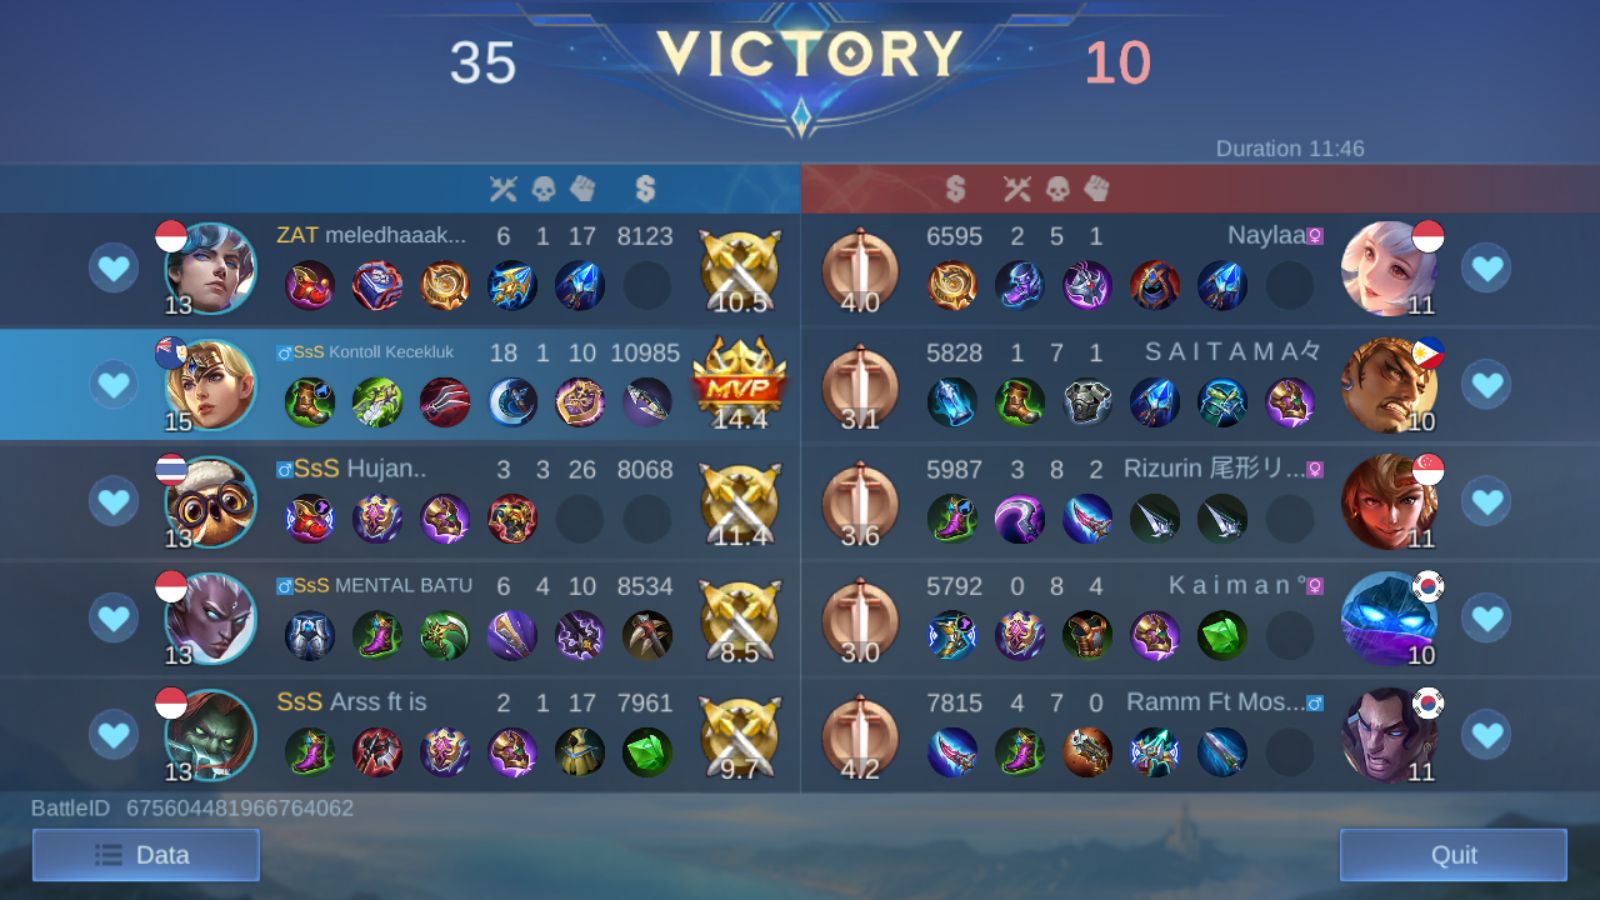 35 VICTORY 10
Duration 11:46
ZAT meledhaaak... 6 1 17 8123 10.5 13
4.0 6595 2 5 1 Naylaa 11
SsS Kontoll Kecekluk 18 1 10 10985 MVP 14.4 15
3.1 5828 1 7 1 S A I T A M A々 10
SsS Hujan.. 3 3 26 8068 11.4 13
3.6 5987 3 8 2 Rizurin 尾形リ... 11
SsS MENTAL BATU 6 4 10 8534 8.5 13
3.0 5792 0 8 4 K a i m a n ° 10
SsS Arss ft is 2 1 17 7961 9.7 13
4.2 7815 4 7 0 Ramm Ft Mos... 11
BattleID 675604481966764062
Data
Quit